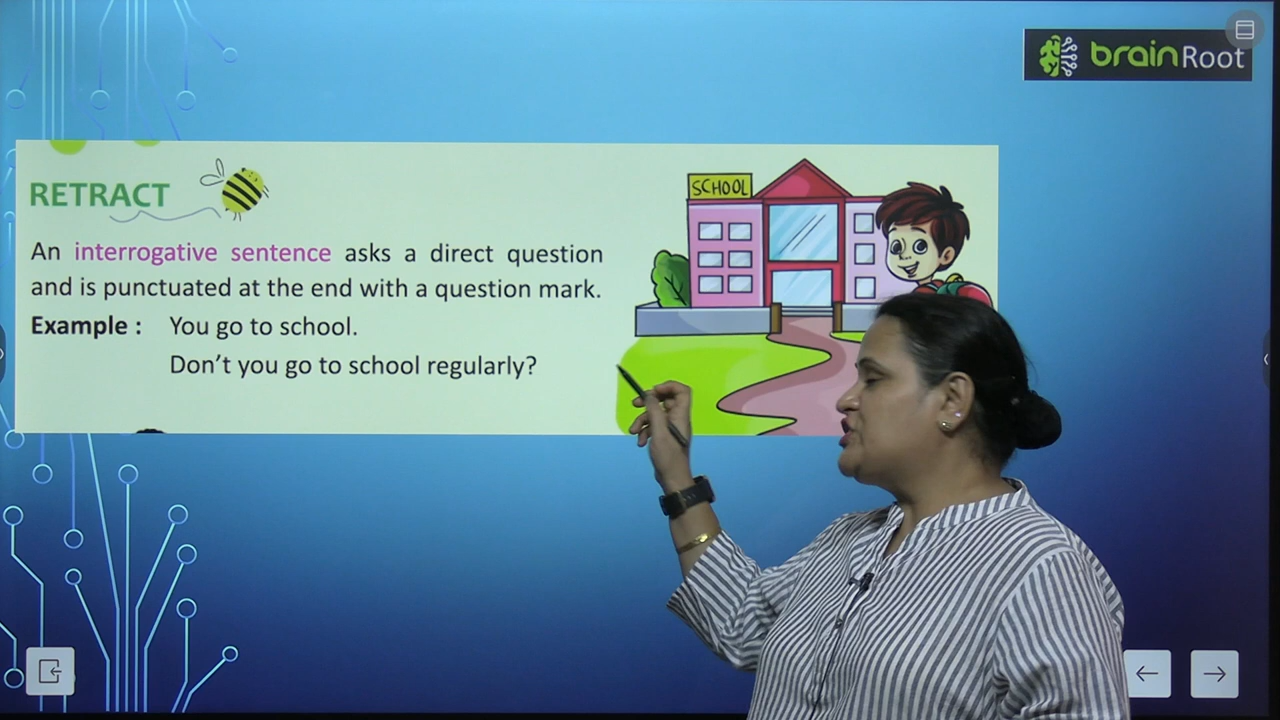 brainRoot
RETRACT
SCHOOL
An interrogative sentence asks a direct question
and is punctuated at the end with a question mark.
Example : You go to school.
Don't you go to school regularly?